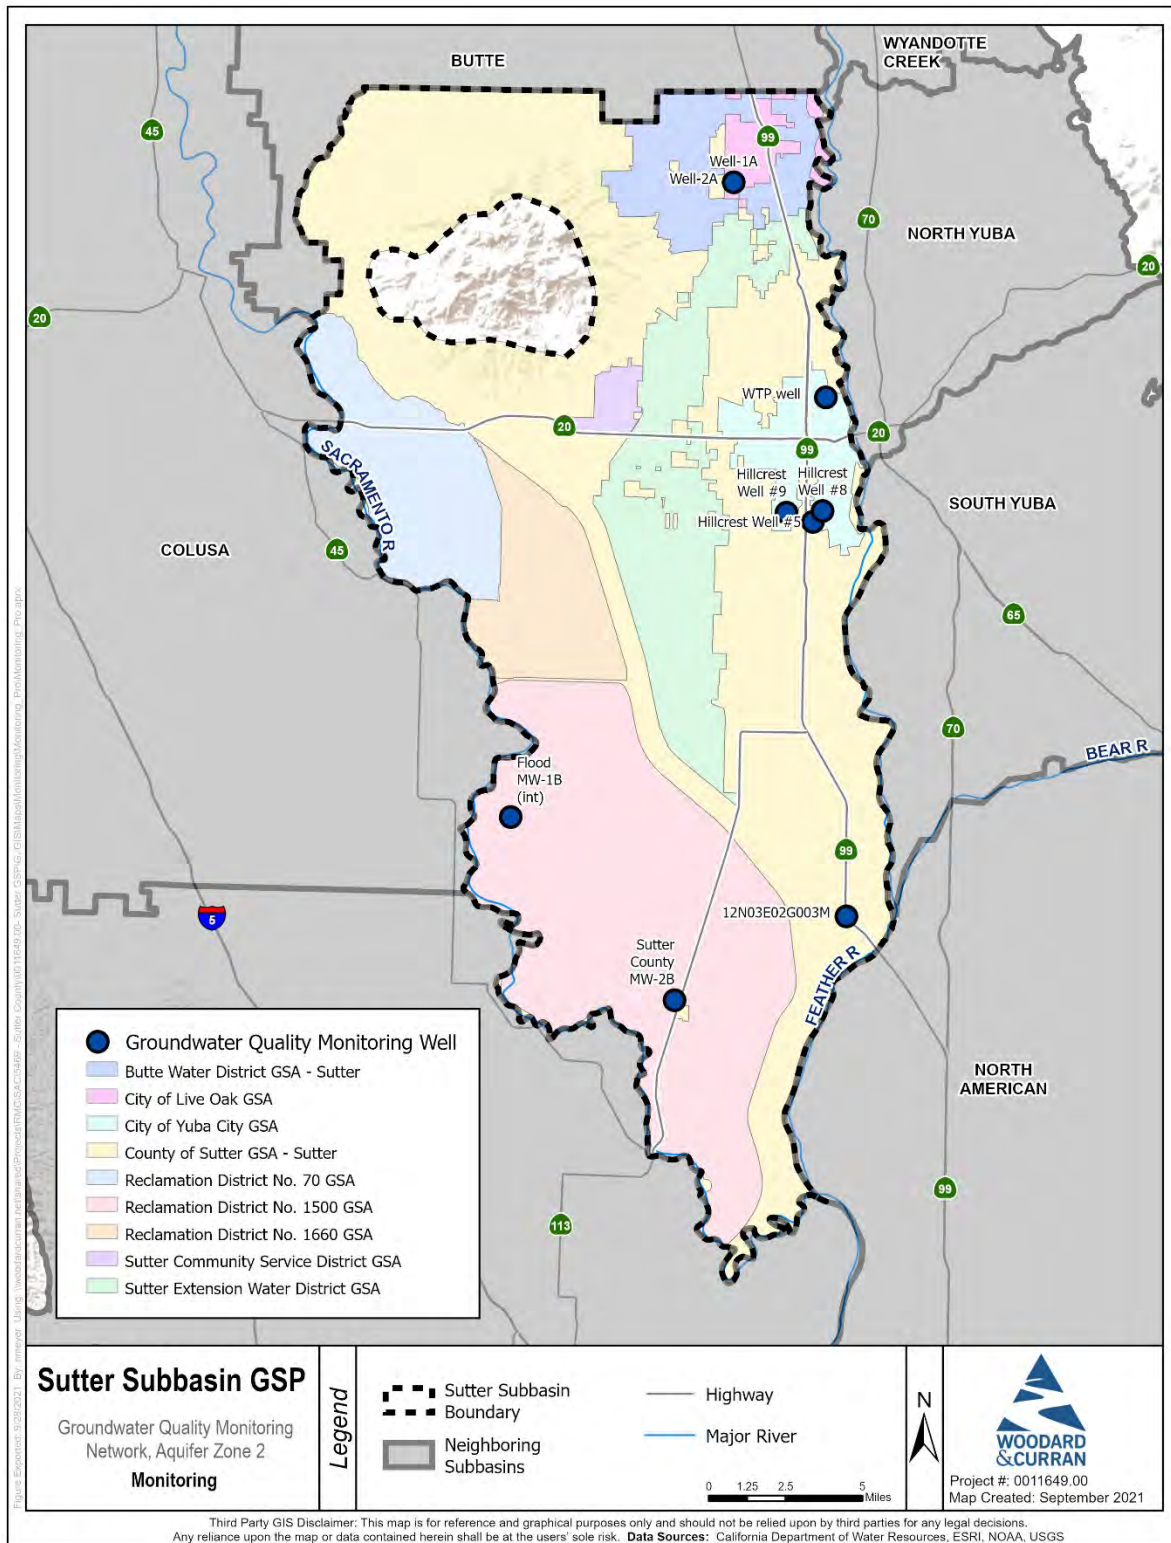 BUTTE
WYANDOTTE
CREEK
45
99
Well-1A
Well-2A
70
NORTH YUBA
20
20
WTP well
20
20
99
SACRAMENTO R
Hillcrest
Well #9
Hillcrest
Well #8
Hillcrest Well #5
SOUTH YUBA
COLUSA
45
65
70
BEAR R
Flood
MW-1B
(int)
99
5
12N03E02G003M
Sutter
County
MW-2B
FEATHER R
NORTH
AMERICAN
99
113
Groundwater Quality Monitoring Well
Butte Water District GSA - Sutter
City of Live Oak GSA
City of Yuba City GSA
County of Sutter GSA - Sutter
Reclamation District No. 70 GSA
Reclamation District No. 1500 GSA
Reclamation District No. 1660 GSA
Sutter Community Service District GSA
Sutter Extension Water District GSA
Sutter Subbasin GSP
Groundwater Quality Monitoring
Network, Aquifer Zone 2
Monitoring
Legend
Sutter Subbasin
Boundary
Neighboring
Subbasins
Highway
Major River
N
0 1.25 2.5 5
Miles
WOODARD
&CURRAN
Project #: 0011649.00
Map Created: September 2021
Third Party GIS Disclaimer: This map is for reference and graphical purposes only and should not be relied upon by third parties for any legal decisions.
Any reliance upon the map or data contained herein shall be at the users' sole risk. Data Sources: California Department of Water Resources, ESRI, NOAA, USGS
Figure Exported: 9/28/2021 By: emeyer Using: